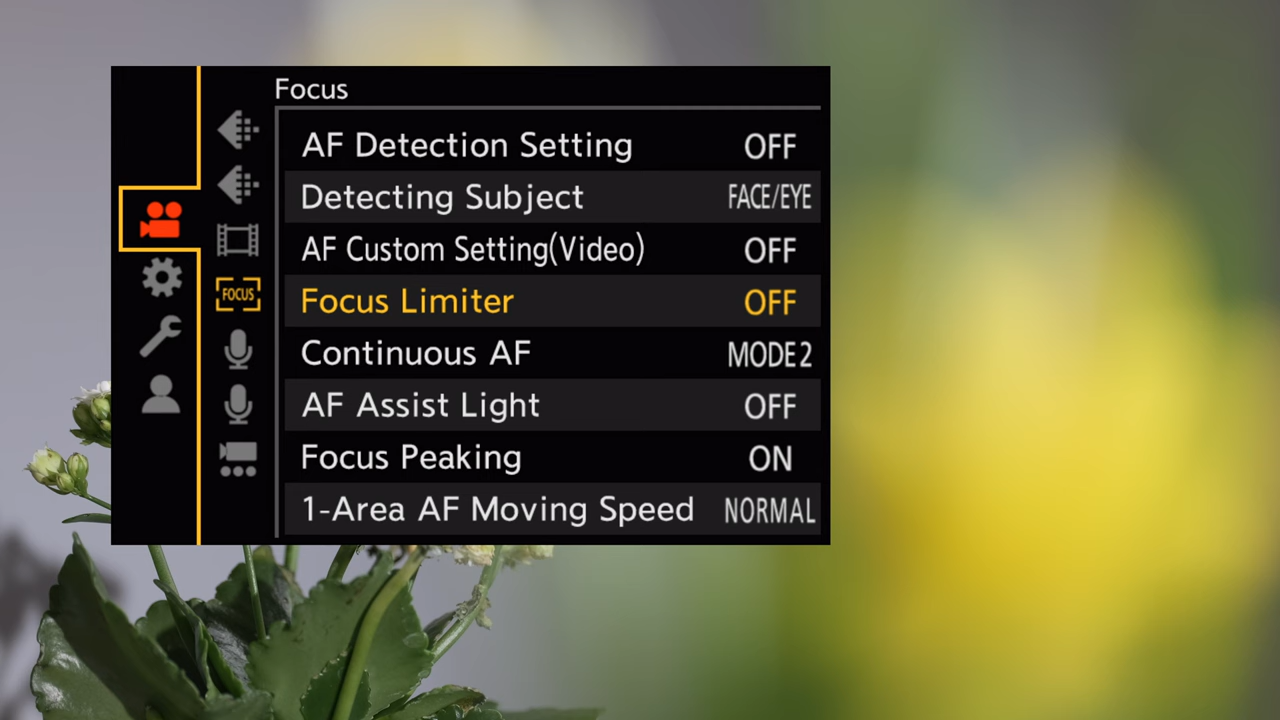 Focus
AF Detection Setting OFF
Detecting Subject FACE/EYE
AF Custom Setting(Video) OFF
FOCUS
Focus Limiter OFF
Continuous AF MODE2
AF Assist Light OFF
Focus Peaking ON
1-Area AF Moving Speed NORMAL